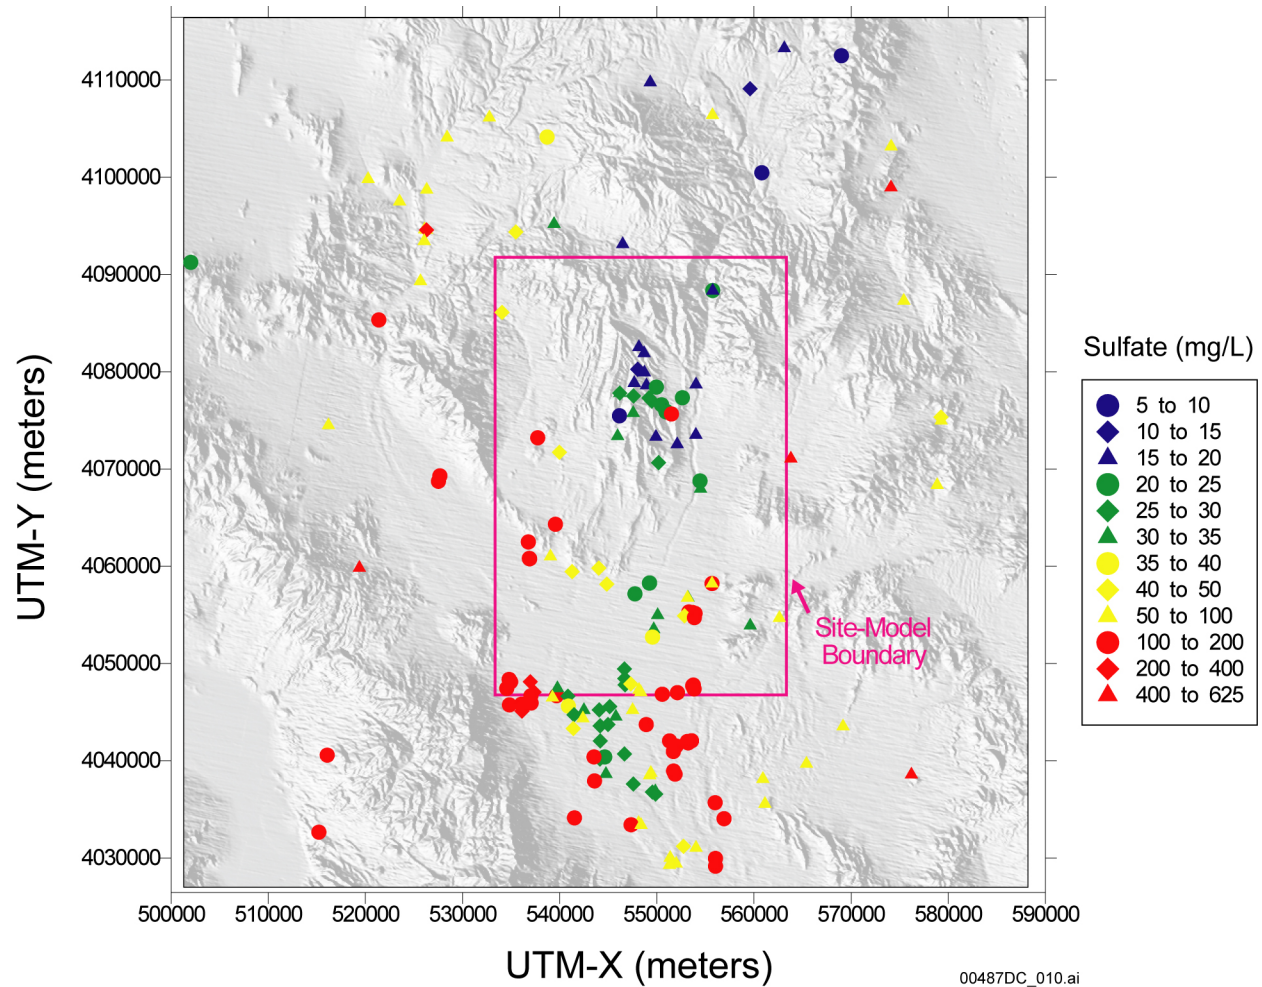 4110000
4100000
4090000
4080000
4070000
4060000
4050000
4040000
4030000
UTM-Y (meters)
500000 510000 520000 530000 540000 550000 560000 570000 580000 590000
UTM-X (meters)
Site-Model
Boundary
Sulfate (mg/L)
5 to 10
10 to 15
15 to 20
20 to 25
25 to 30
30 to 35
35 to 40
40 to 50
50 to 100
100 to 200
200 to 400
400 to 625
00487DC_010.ai